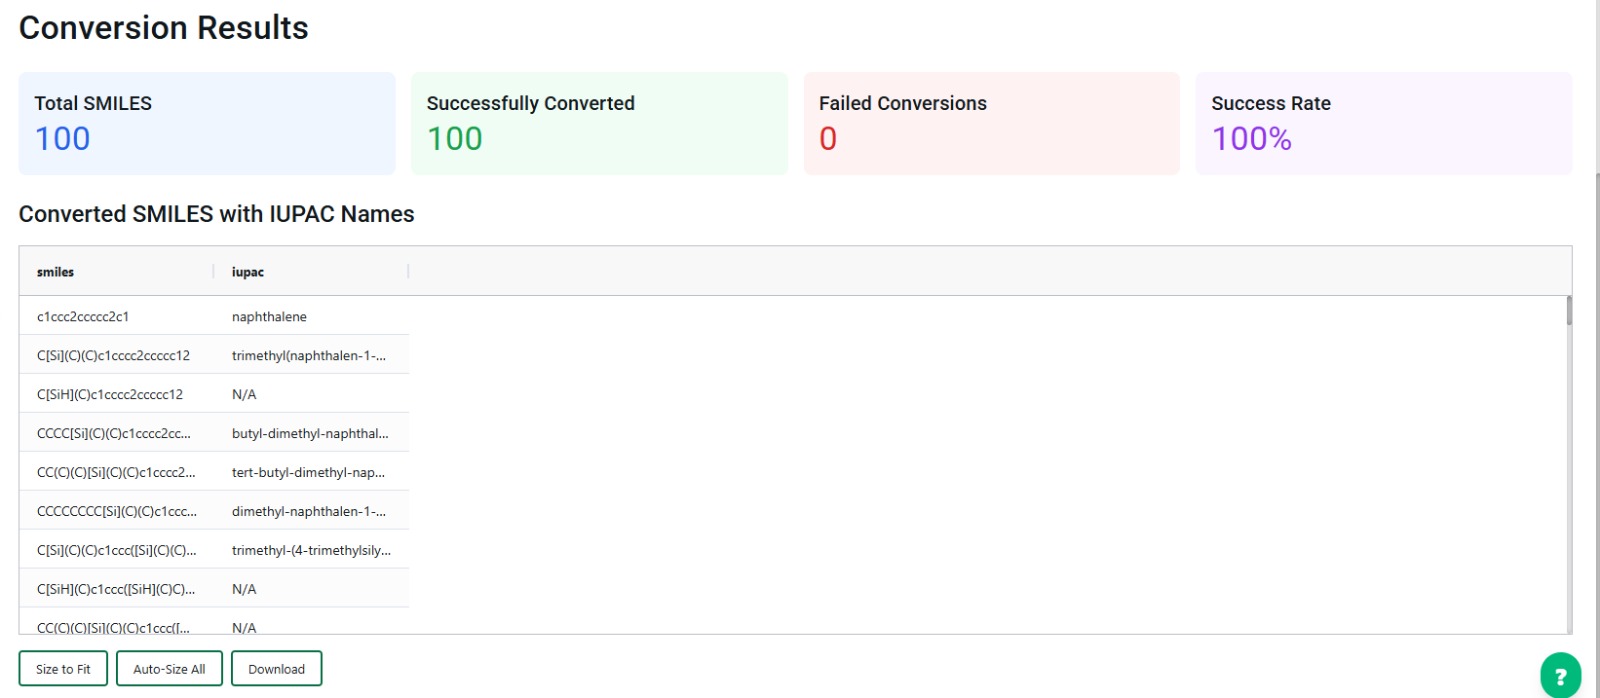 Conversion Results
Total SMILES
100
Successfully Converted
100
Failed Conversions
0
Success Rate
100%
Converted SMILES with IUPAC Names
smiles iupac
c1ccc2ccccc2c1 naphthalene
C[Si](C)(C)c1cccc2ccccc12 trimethyl(naphthalen-1-...
C[SiH](C)c1cccc2ccccc12 N/A
CCCC[Si](C)(C)c1cccc2cc... butyl-dimethyl-naphthal...
CC(C)(C)[Si](C)(C)c1cccc2... tert-butyl-dimethyl-nap...
CCCCCCCC[Si](C)(C)c1ccc... dimethyl-naphthalen-1-...
C[Si](C)(C)c1ccc([Si](C)(C)... trimethyl-(4-trimethylsily...
C[SiH](C)c1ccc([SiH](C)C)... N/A
CC(C)(C)[Si](C)(C)c1ccc([... N/A
Size to Fit Auto-Size All Download
?